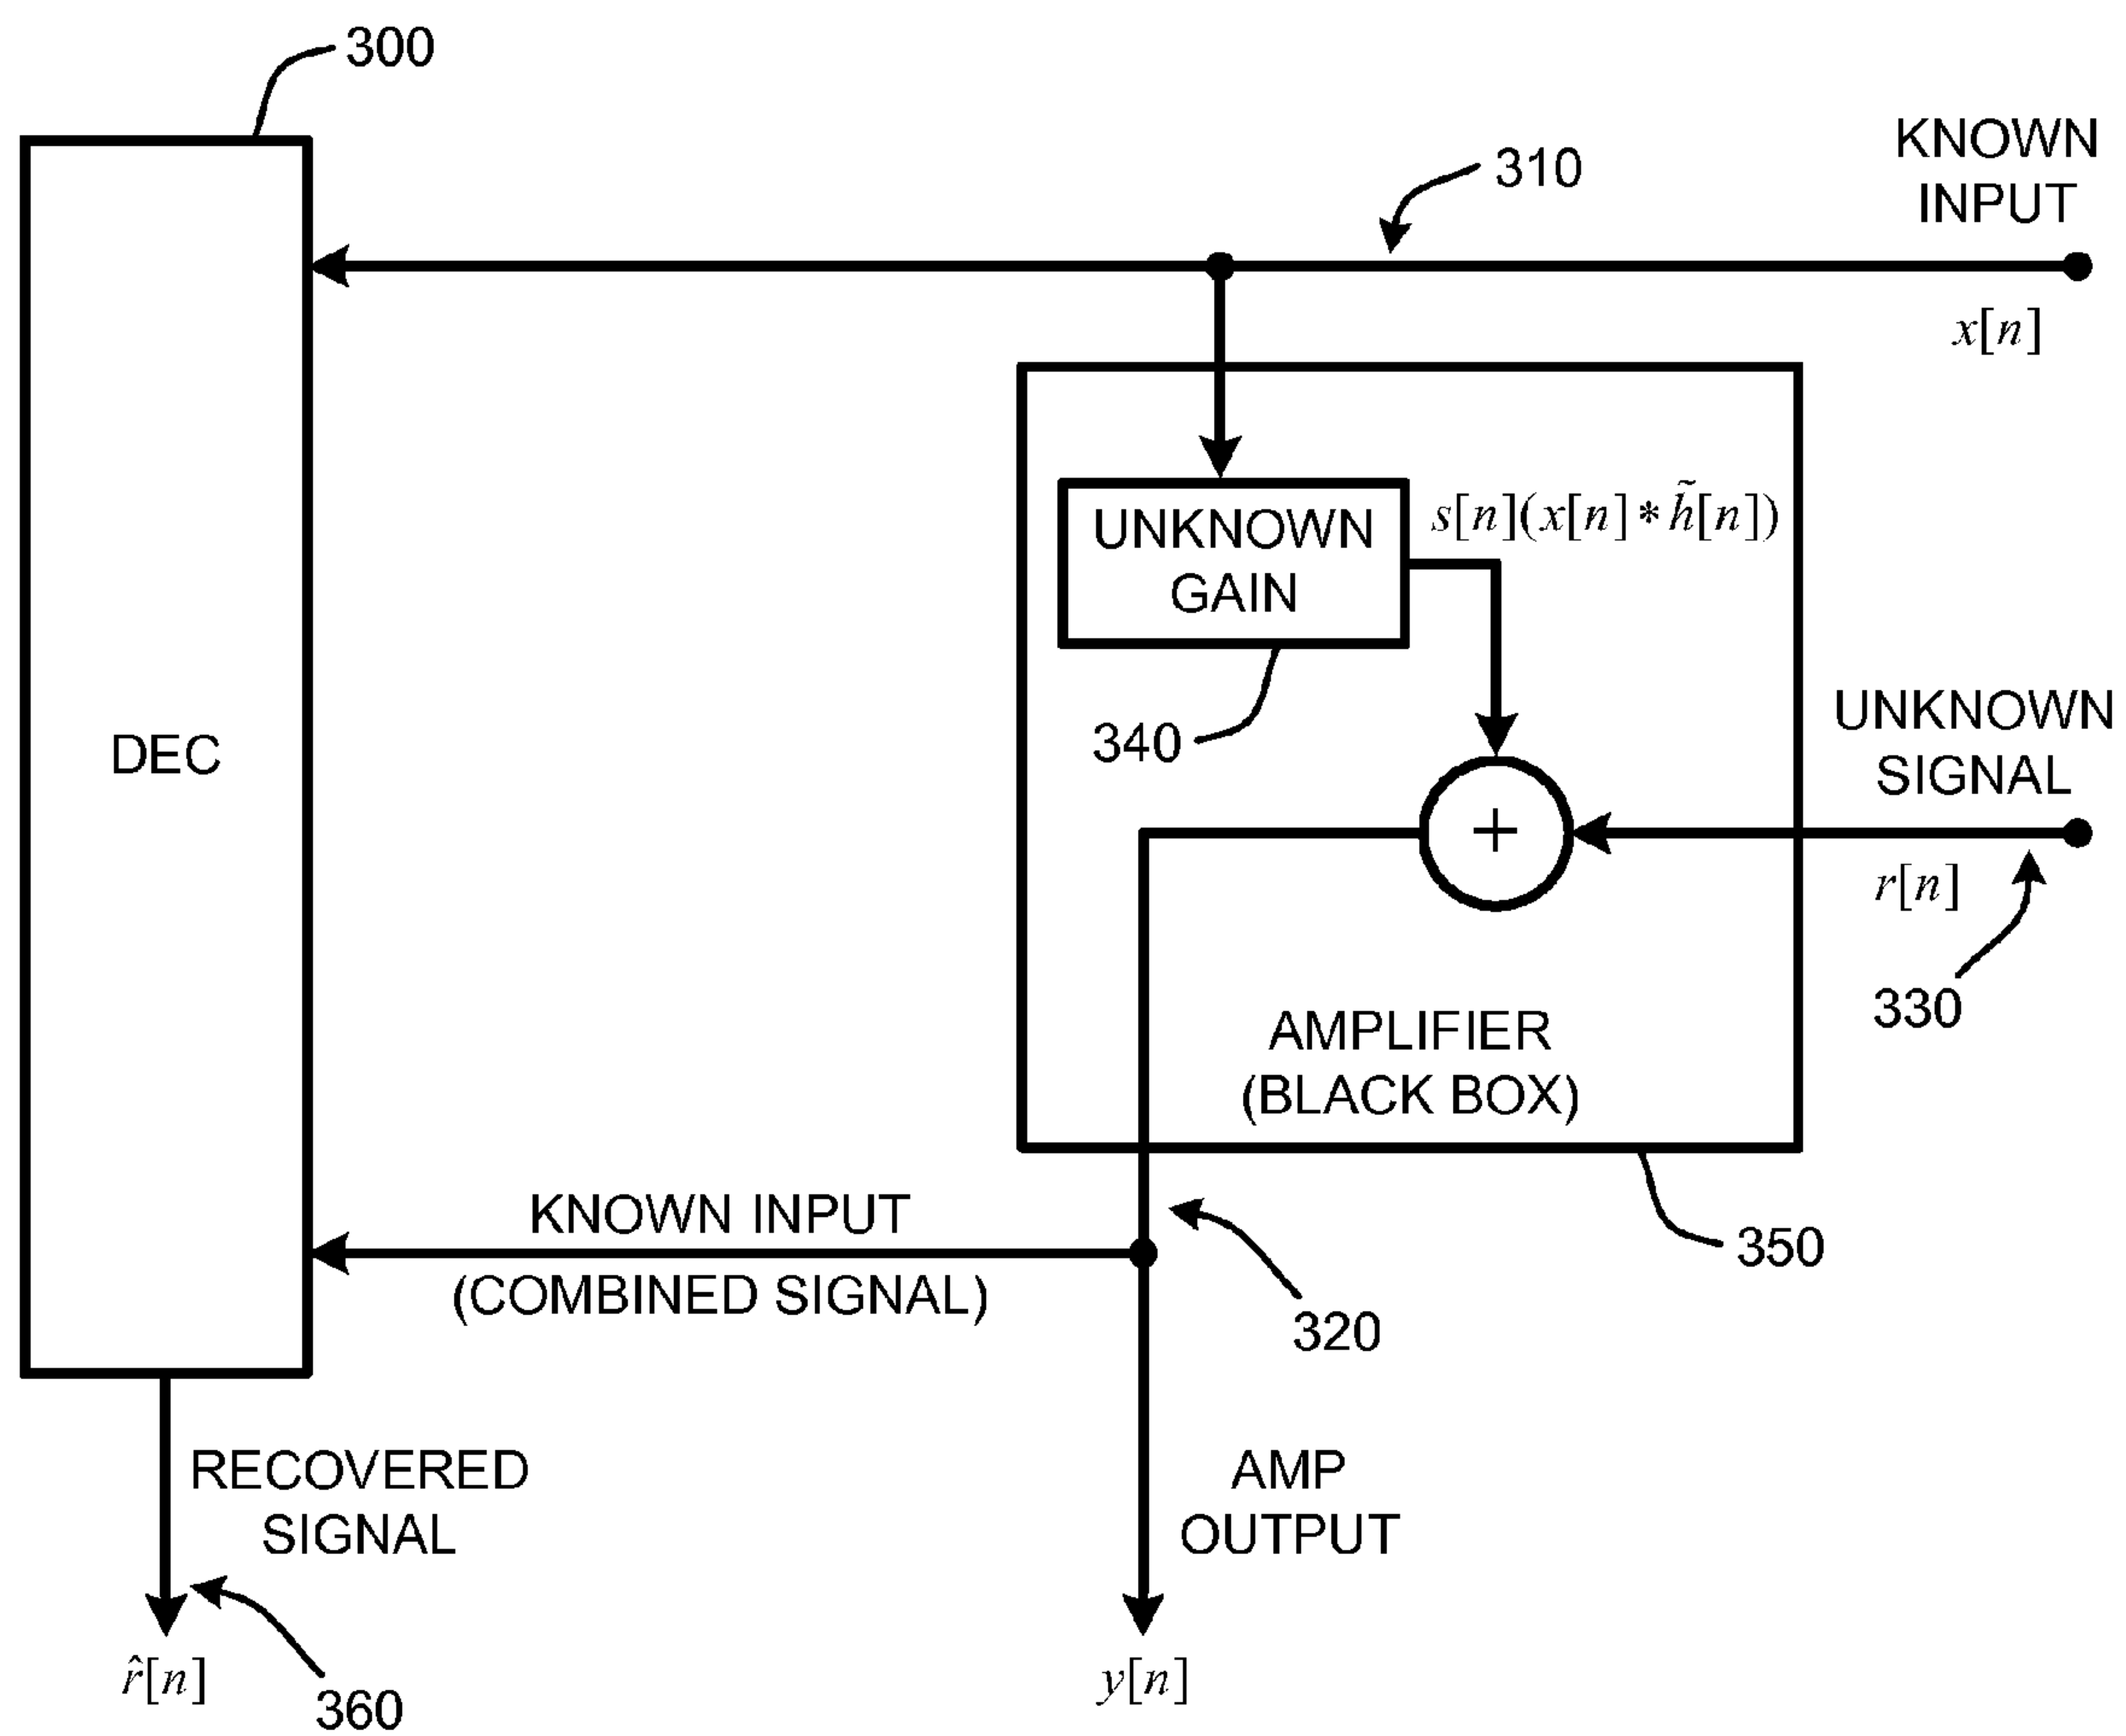 300
310
KNOWN
INPUT
x[n]
UNKNOWN
GAIN
s[n](x[n]*h̃[n])
340
DEC
UNKNOWN
SIGNAL
+
r[n]
330
AMPLIFIER
(BLACK BOX)
350
KNOWN INPUT
(COMBINED SIGNAL)
320
RECOVERED
SIGNAL
AMP
OUTPUT
r̂[n]
360
y[n]